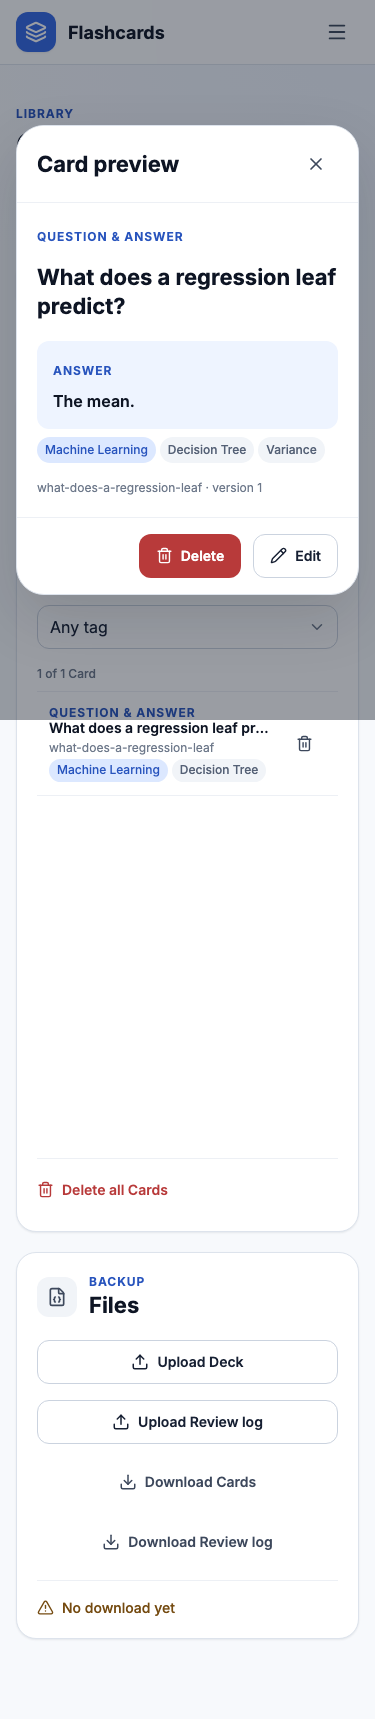 Flashcards
LIBRARY
Card preview
QUESTION & ANSWER
What does a regression leaf
predict?
ANSWER
The mean.
Machine Learning Decision Tree Variance
what-does-a-regression-leaf · version 1
Delete Edit
Any tag
1 of 1 Card
QUESTION & ANSWER
What does a regression leaf pr...
what-does-a-regression-leaf
Machine Learning Decision Tree
Delete all Cards
BACKUP
Files
Upload Deck
Upload Review log
Download Cards
Download Review log
No download yet